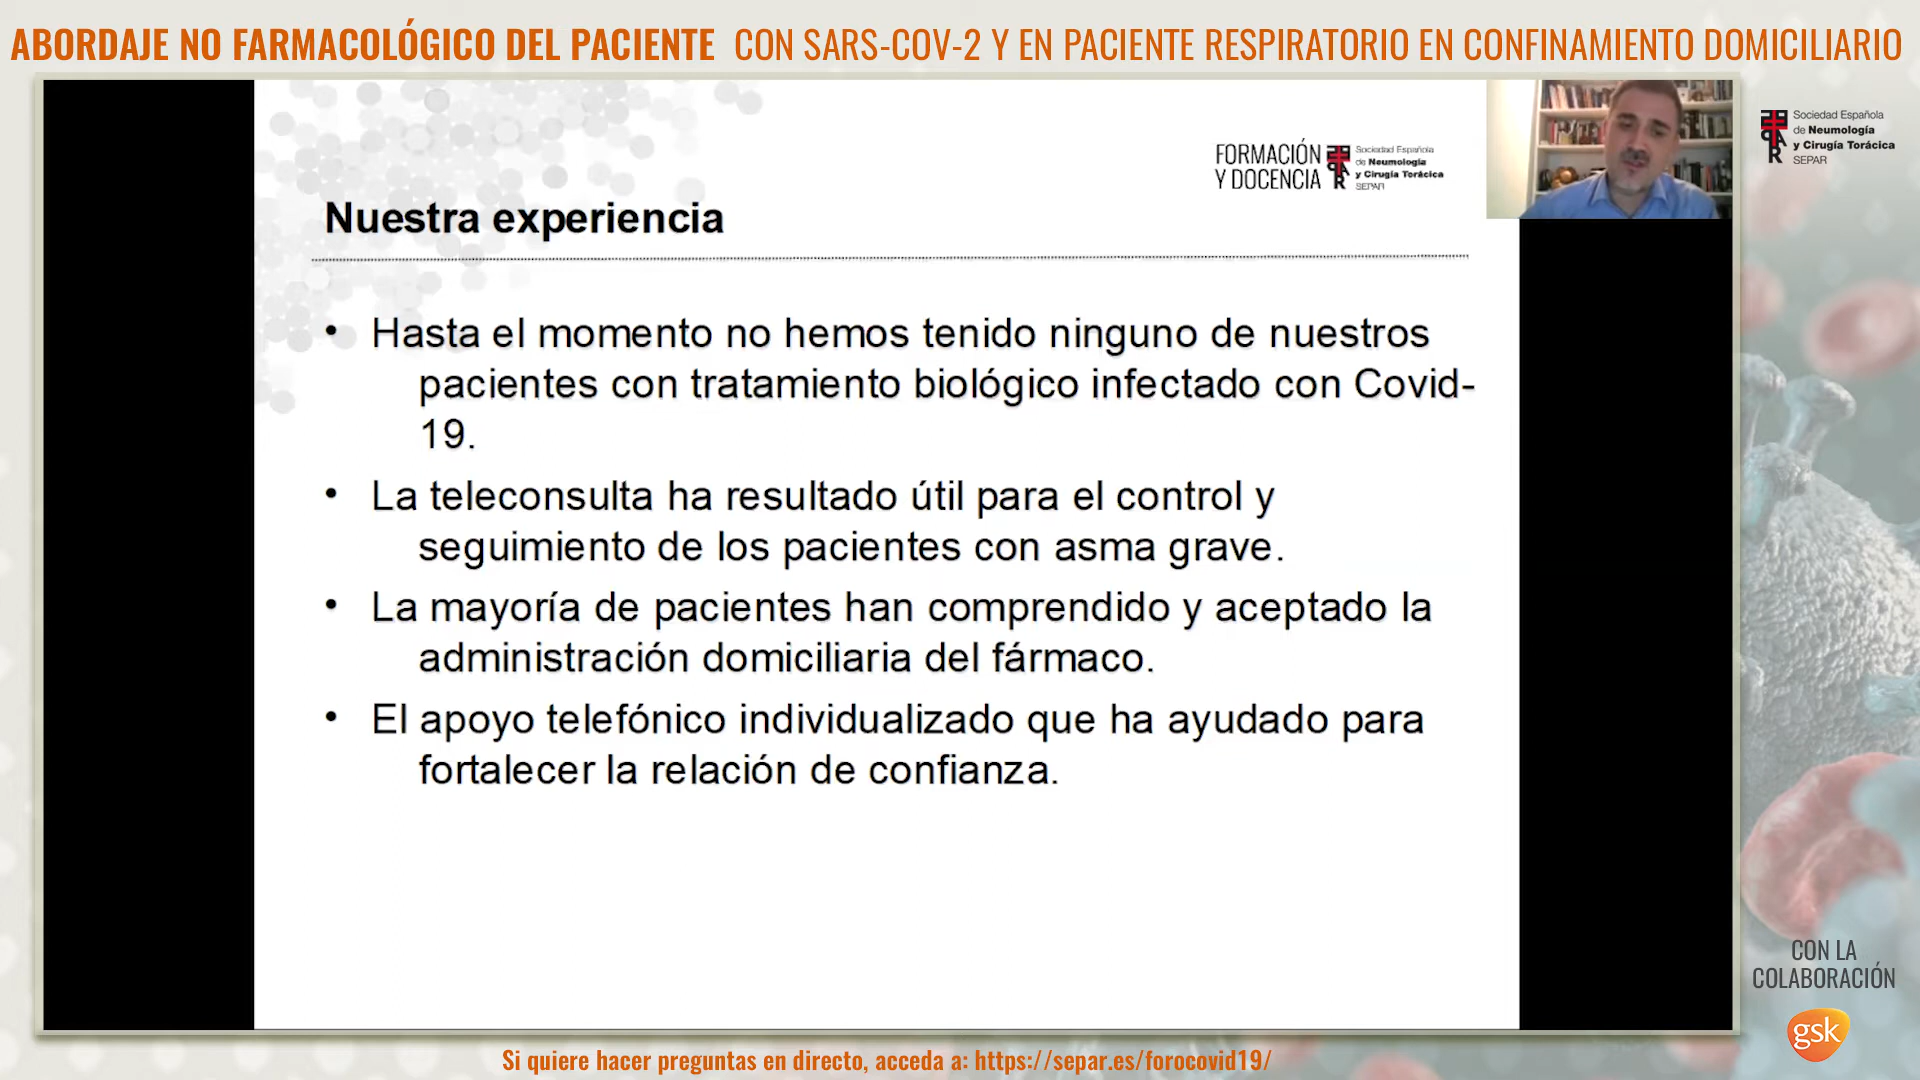 ABORDAJE NO FARMACOLÓGICO DEL PACIENTE CON SARS-COV-2 Y EN PACIENTE RESPIRATORIO EN CONFINAMIENTO DOMICILIARIO
FORMACIÓN
Y DOCENCIA
Sociedad Española
de Neumología
y Cirugía Torácica
SEPAR
Sociedad Española
de Neumología
y Cirugía Torácica
SEPAR
Nuestra experiencia
• Hasta el momento no hemos tenido ninguno de nuestros
pacientes con tratamiento biológico infectado con Covid-
19.
• La teleconsulta ha resultado útil para el control y
seguimiento de los pacientes con asma grave.
• La mayoría de pacientes han comprendido y aceptado la
administración domiciliaria del fármaco.
• El apoyo telefónico individualizado que ha ayudado para
fortalecer la relación de confianza.
CON LA
COLABORACIÓN
gsk
Si quiere hacer preguntas en directo, acceda a: https://separ.es/forocovid19/